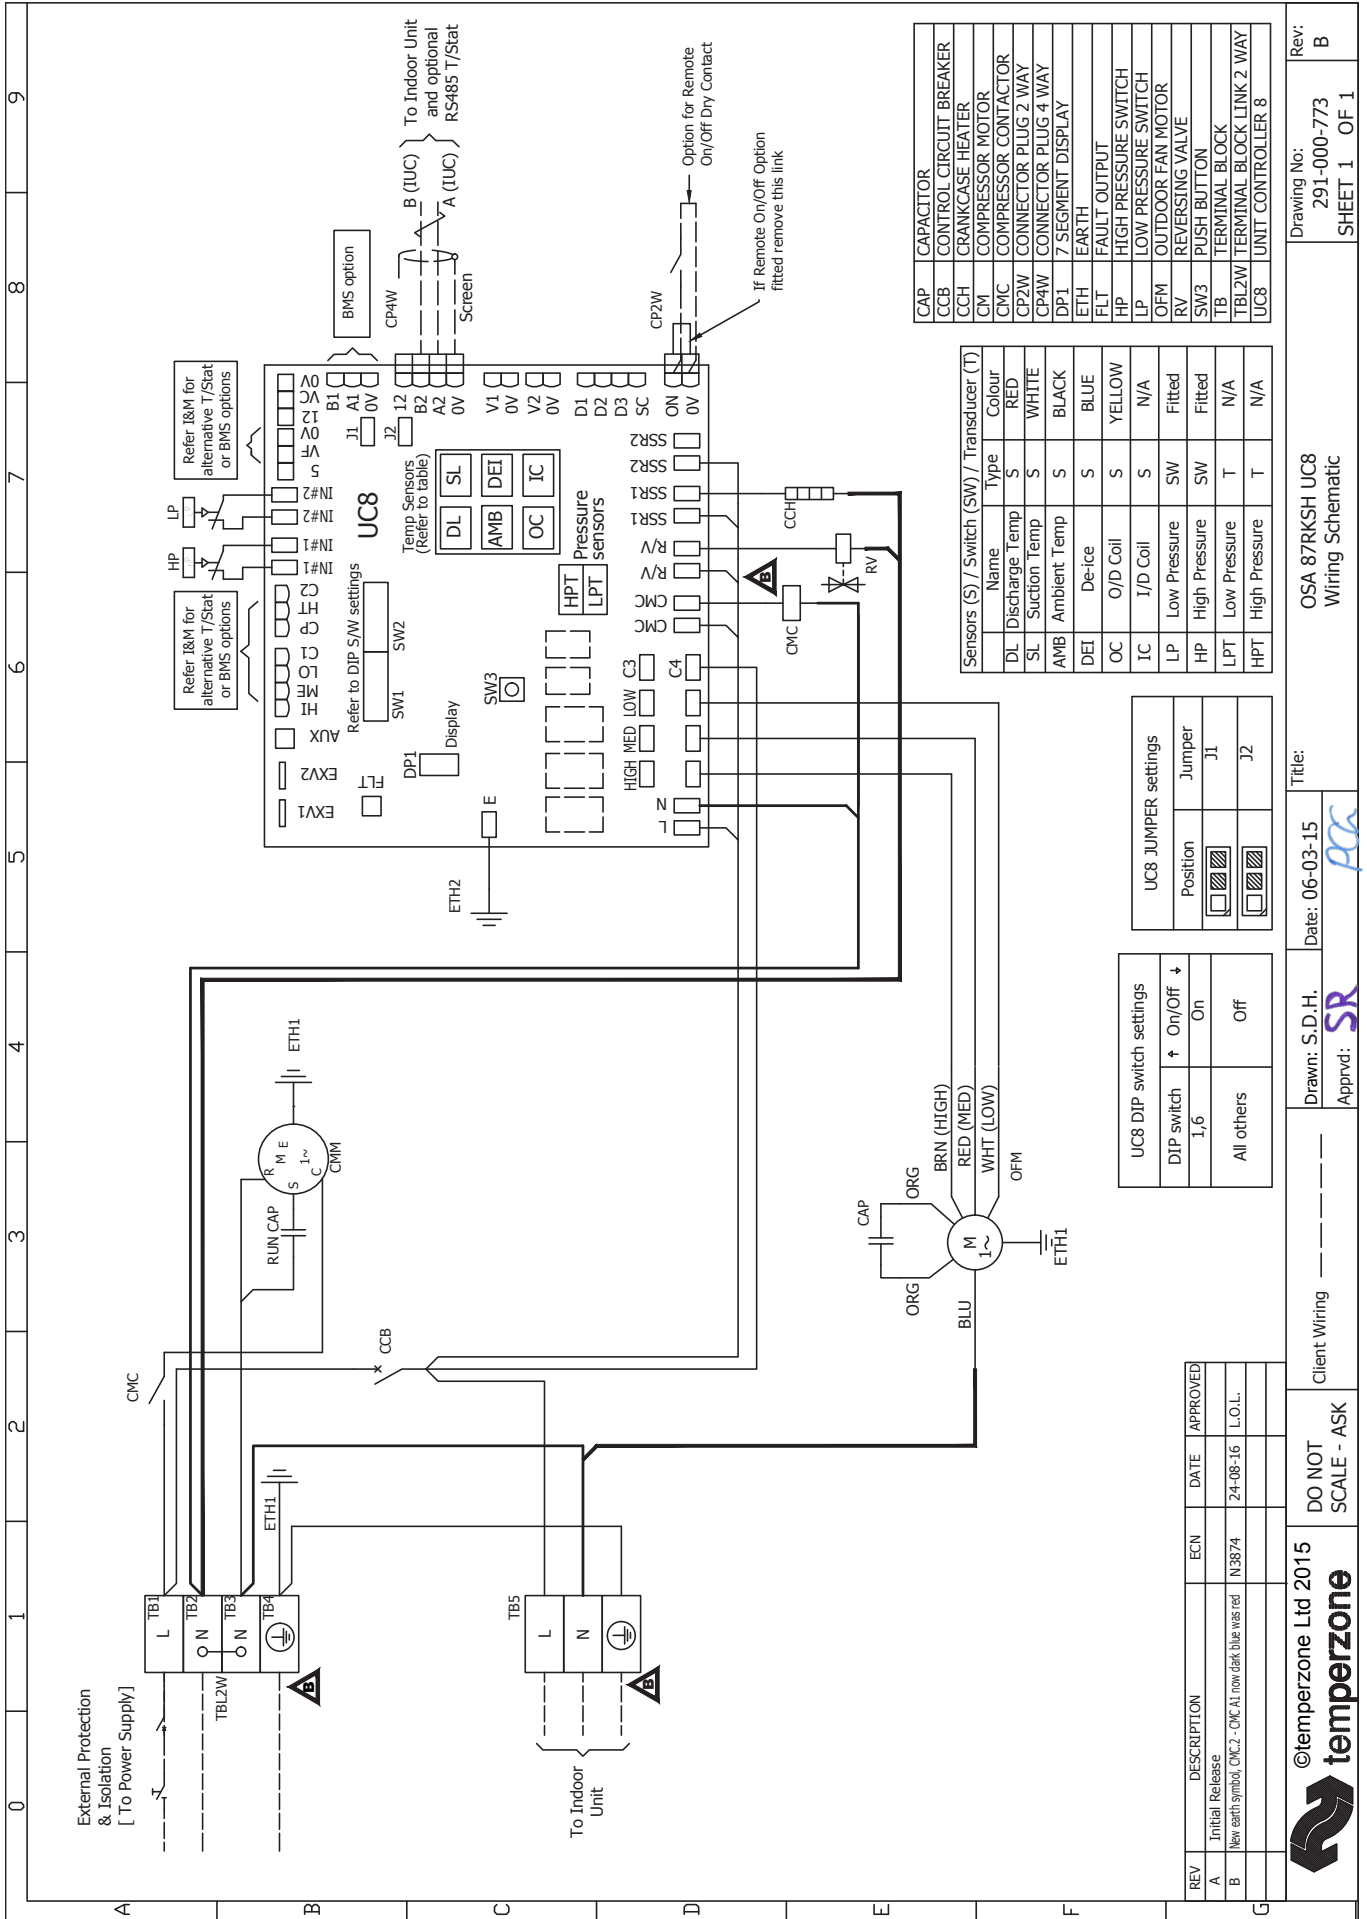 0
1
2
3
4
5
6
7
8
9
A
B
C
D
E
F
G
External Protection
& Isolation
[ To Power Supply]
TB1
L
TB2
N
TB3
N
TB4
TBL2W
B
ETH1
CMC
CCB
RUN CAP
R
M E
1~
S
C
CMM
ETH1
TB5
L
N
B
To Indoor
Unit
CAP
ORG
ORG
BLU
M
1~
ETH1
OFM
BRN (HIGH)
RED (MED)
WHT (LOW)
ETH2
E
Refer I&M for
alternative T/Stat
or BMS options
HP
LP
Refer I&M for
alternative T/Stat
or BMS options
EXV1
EXV2
AUX
HI
ME
LO
C1
CP
HT
C2
IN#1
IN#1
IN#2
IN#2
5
VF
0V
12
VC
0V
FLT
Refer to DIP S/W settings
SW1
SW2
UC8
J1
J2
DP1
Display
SW3
Temp Sensors
(Refer to table)
DL
SL
AMB
DEI
OC
IC
HPT
LPT
Pressure
sensors
B1
A1
0V
12
B2
A2
0V
V1
0V
V2
0V
D1
D2
D3
SC
ON
0V
L
N
HIGH
MED
LOW
C3
C4
CMC
CMC
R/V
R/V
SSR1
SSR1
SSR2
SSR2
B
CMC
RV
CCH
BMS option
CP4W
B (IUC)
A (IUC)
Screen
To Indoor Unit
and optional
RS485 T/Stat
CP2W
Option for Remote
On/Off Dry Contact
If Remote On/Off Option
fitted remove this link
CAP CAPACITOR
CCB CONTROL CIRCUIT BREAKER
CCH CRANKCASE HEATER
CM COMPRESSOR MOTOR
CMC COMPRESSOR CONTACTOR
CP2W CONNECTOR PLUG 2 WAY
CP4W CONNECTOR PLUG 4 WAY
DP1 7 SEGMENT DISPLAY
ETH EARTH
FLT FAULT OUTPUT
HP HIGH PRESSURE SWITCH
LP LOW PRESSURE SWITCH
OFM OUTDOOR FAN MOTOR
RV REVERSING VALVE
SW3 PUSH BUTTON
TB TERMINAL BLOCK
TBL2W TERMINAL BLOCK LINK 2 WAY
UC8 UNIT CONTROLLER 8
Sensors (S) / Switch (SW) / Transducer (T)
Name Type Colour
DL Discharge Temp S RED
SL Suction Temp S WHITE
AMB Ambient Temp S BLACK
DEI De-ice S BLUE
OC O/D Coil S YELLOW
IC I/D Coil S N/A
LP Low Pressure SW Fitted
HP High Pressure SW Fitted
LPT Low Pressure T N/A
HPT High Pressure T N/A
UC8 JUMPER settings
Position Jumper
J1
J2
UC8 DIP switch settings
DIP switch ↑ On/Off ↓
1,6 On
All others Off
REV DESCRIPTION ECN DATE APPROVED
A Initial Release
B New earth symbol, CMC.2 - CMC A1 now dark blue was red N3874 24-08-16 L.O.L.
©temperzone Ltd 2015
temperzone
DO NOT
SCALE - ASK
Client Wiring
Drawn: S.D.H.
Date: 06-03-15
Apprvd: SR
Title:
OSA 87RKSH UC8
Wiring Schematic
Drawing No:
291-000-773
SHEET 1 OF 1
Rev:
B